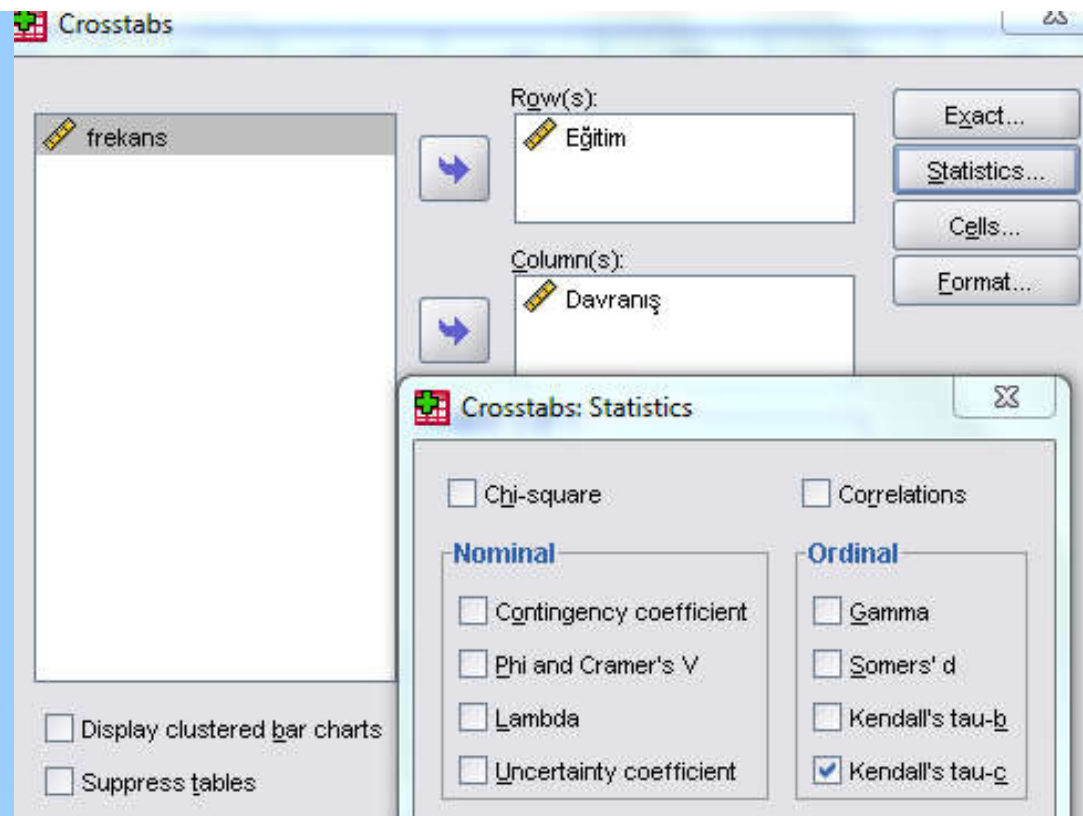 Crosstabs
frekans
Row(s):
Eğitim
Column(s):
Davranış
Exact...
Statistics...
Cells...
Format...
Display clustered bar charts
Suppress tables
Crosstabs: Statistics
Chi-square
Correlations
Nominal
Contingency coefficient
Phi and Cramer's V
Lambda
Uncertainty coefficient
Ordinal
Gamma
Somers' d
Kendall's tau-b
Kendall's tau-c